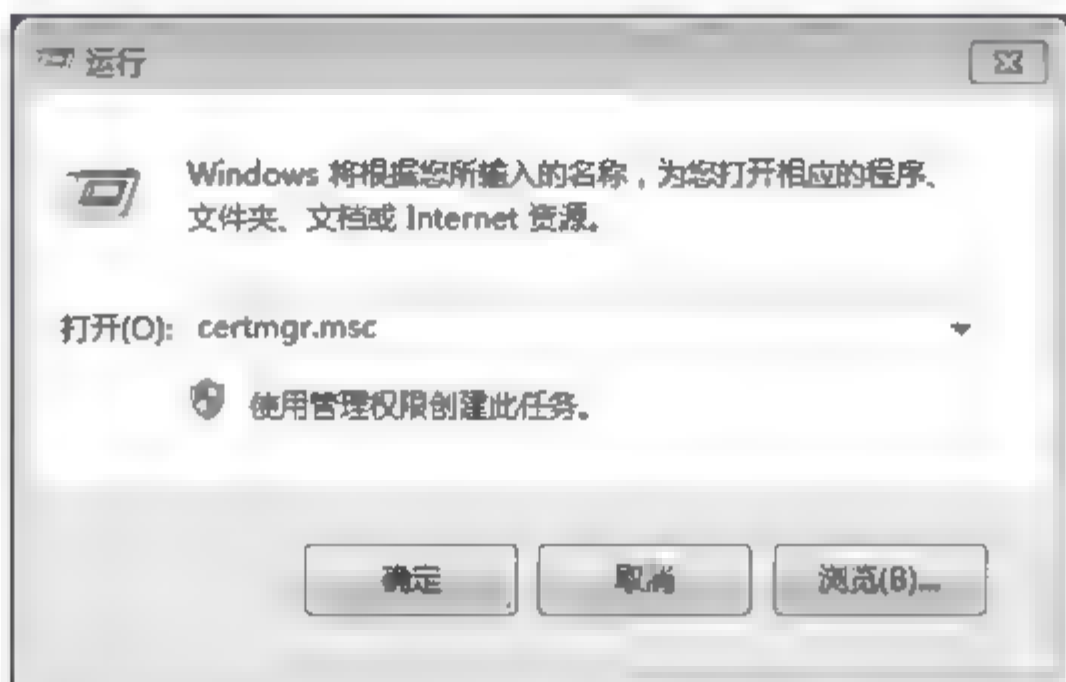 运行
Windows 将根据您所输入的名称，为您打开相应的程序、
文件夹、文档或 Internet 资源。
打开(O): certmgr.msc
使用管理权限创建此任务。
确定 取消 浏览(B)...